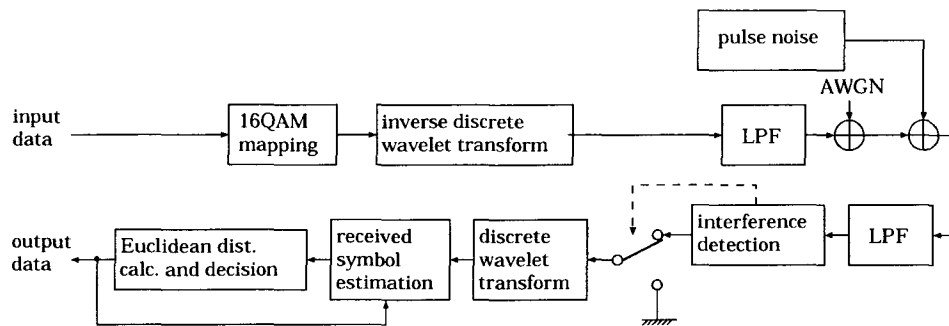 pulse noise
AWGN
input
data
16QAM
mapping
inverse discrete
wavelet transform
LPF
output
data
Euclidean dist.
calc. and decision
received
symbol
estimation
discrete
wavelet
transform
interference
detection
LPF